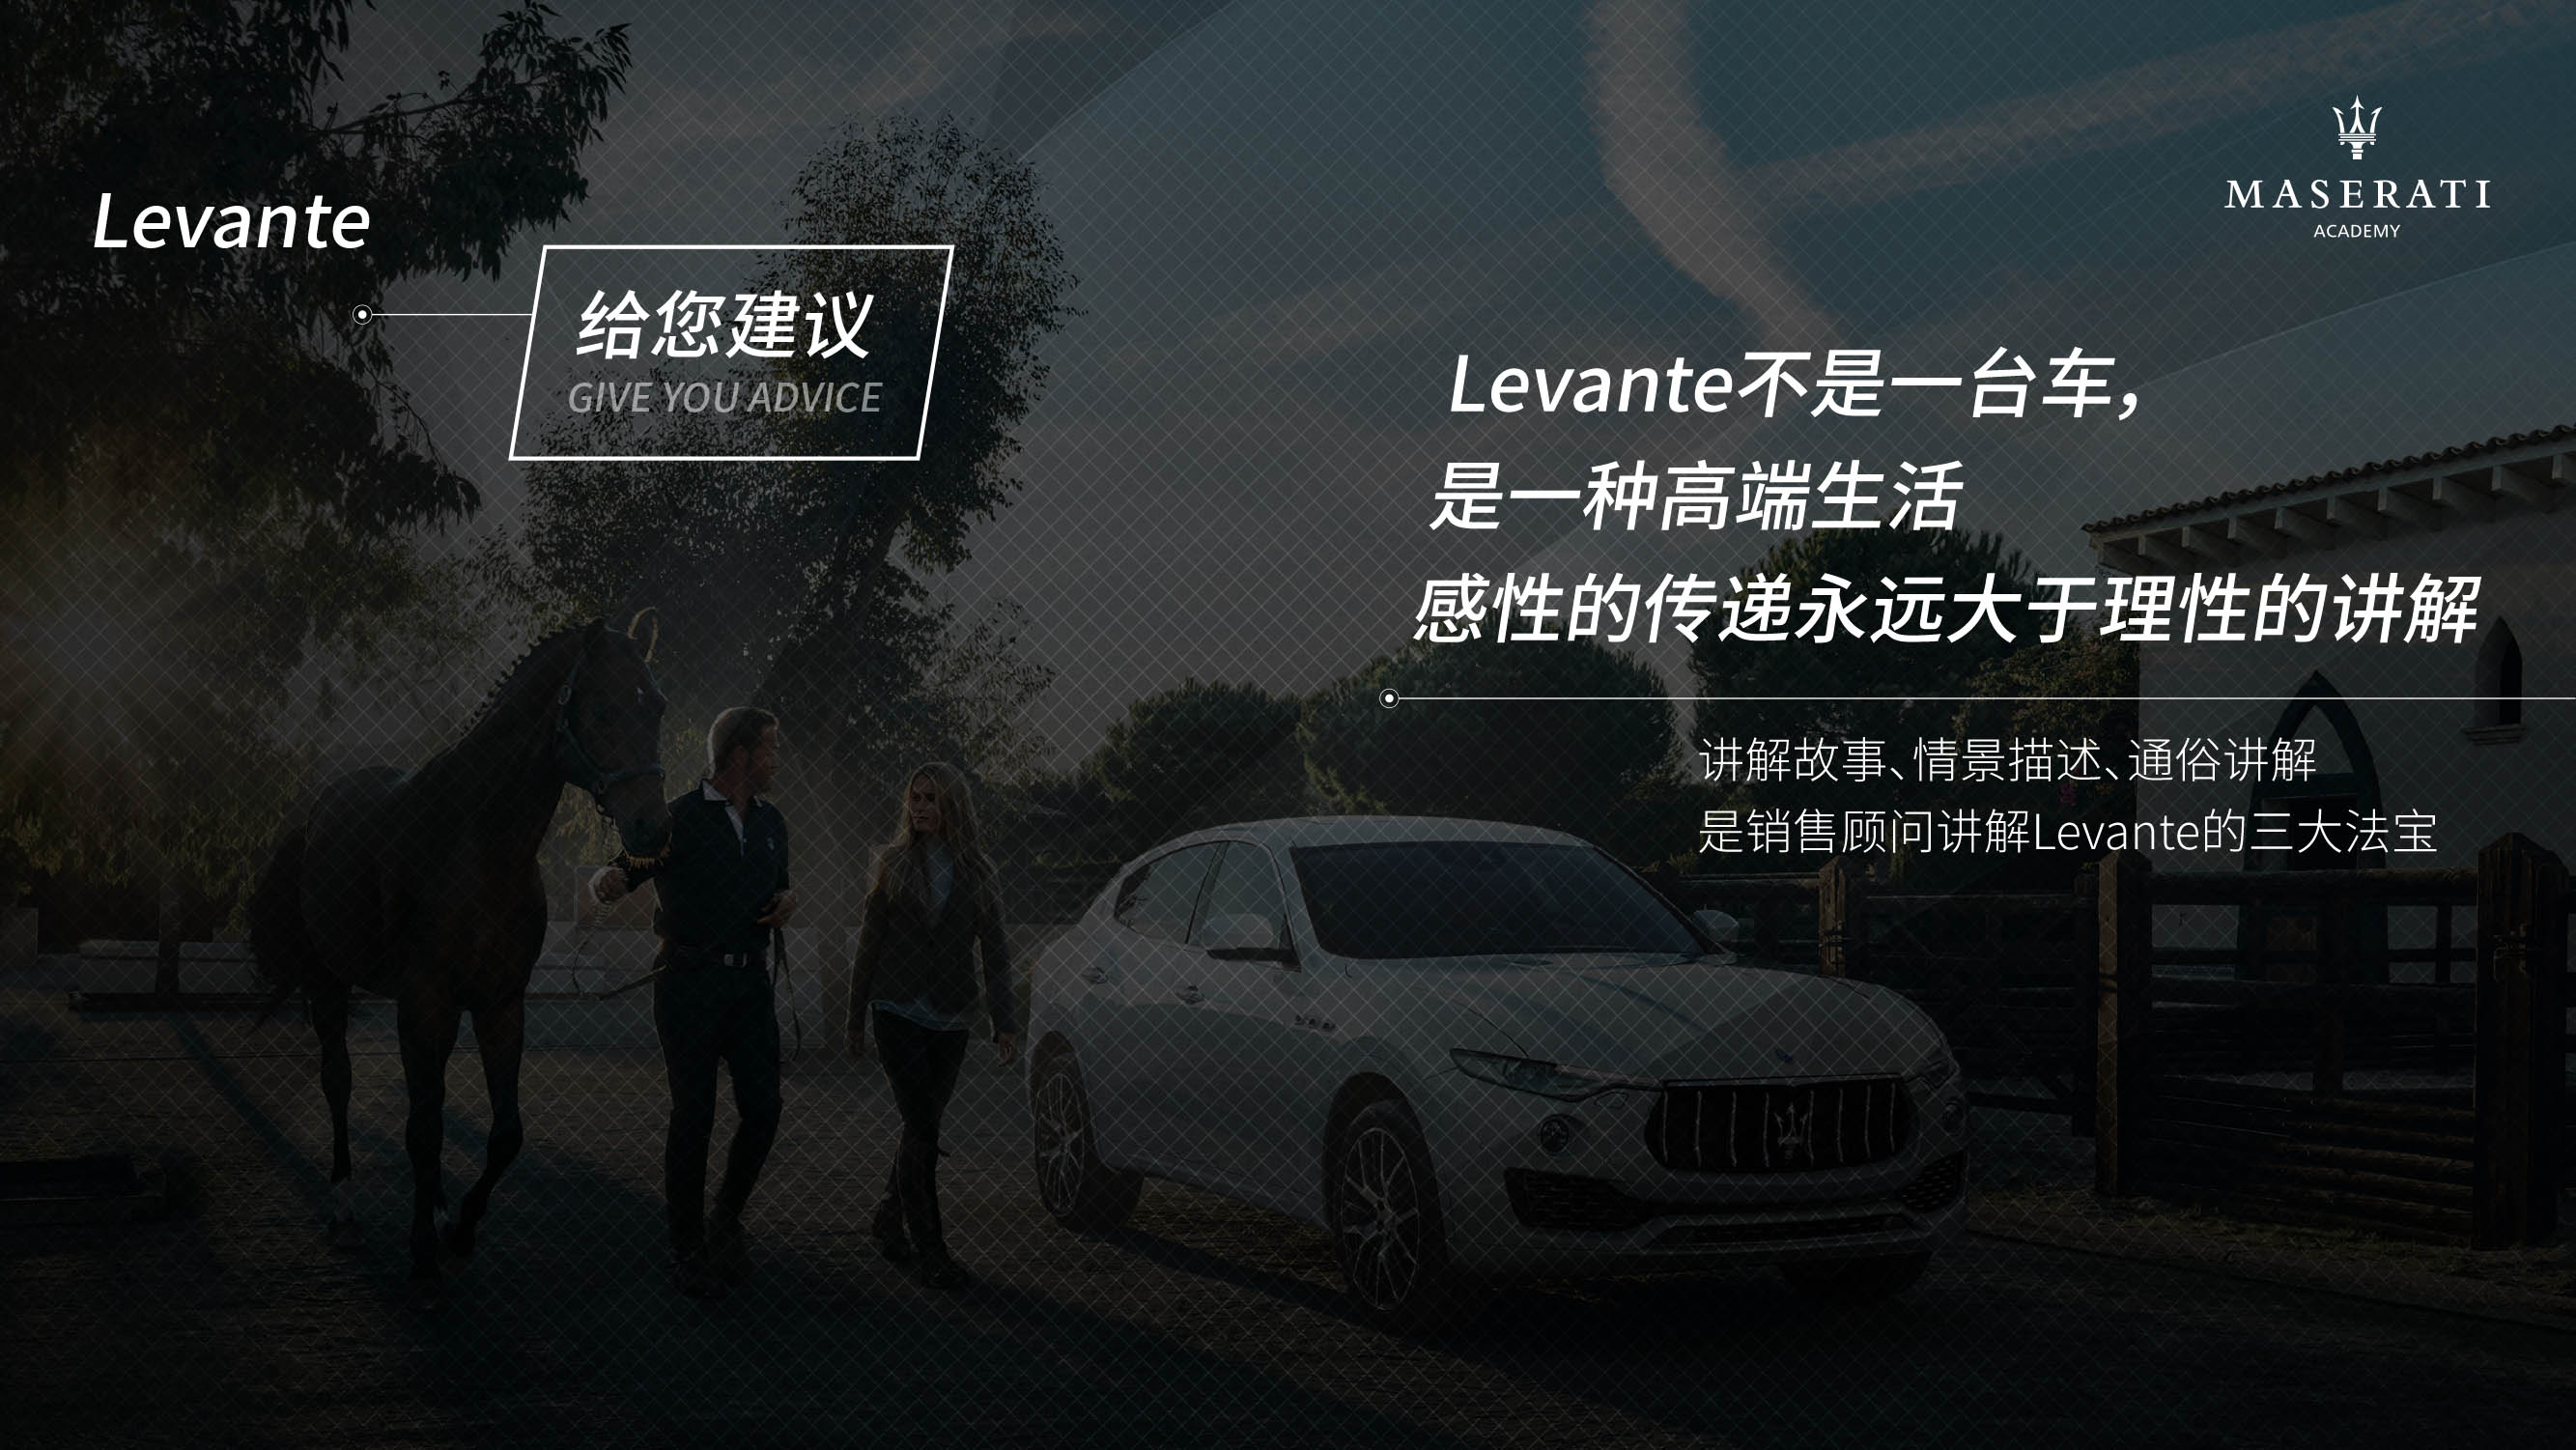 Levante
给您建议
GIVE YOU ADVICE
MASERATI
ACADEMY
Levante不是一台车，
是一种高端生活
感性的传递永远大于理性的讲解
讲解故事、情景描述、通俗讲解
是销售顾问讲解Levante的三大法宝